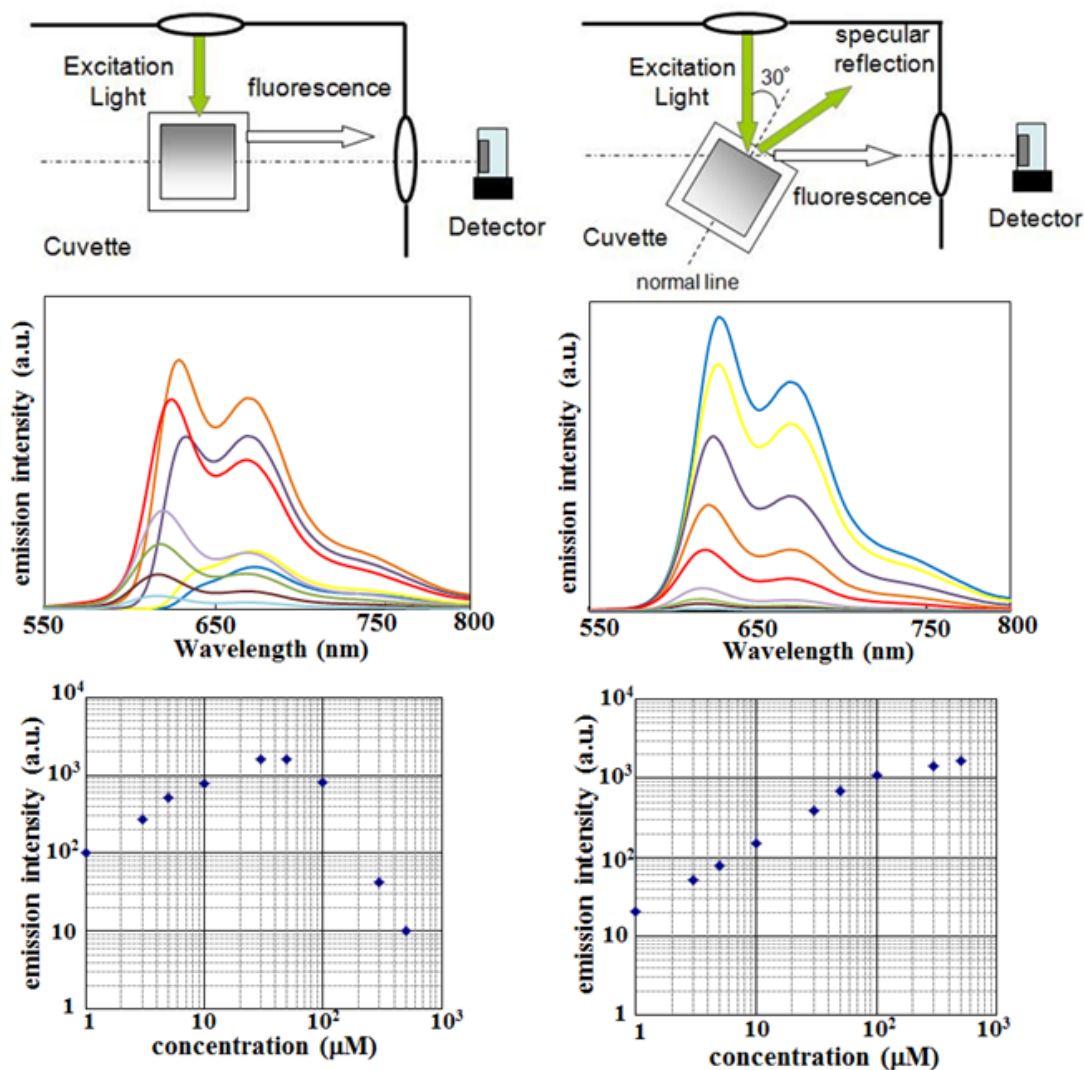 Excitation
Light
fluorescence
Detector
Cuvette
Excitation
Light
30°
specular
reflection
fluorescence
Detector
Cuvette
normal line
emission intensity (a.u.)
550
650
750
800
Wavelength (nm)
emission intensity (a.u.)
550
650
750
800
Wavelength (nm)
emission intensity (a.u.)
10⁴
10³
10²
10
1
1
10
10²
10³
concentration (μM)
emission intensity (a.u.)
10⁴
10³
10²
10
1
1
10
10²
10³
concentration (μM)